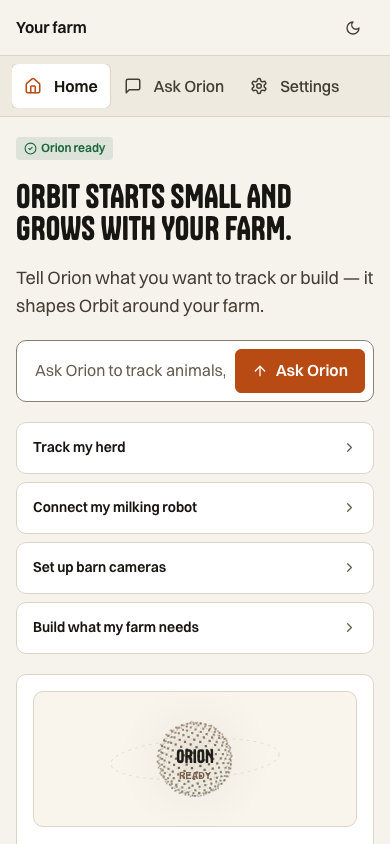 Your farm
Home
Ask Orion
Settings
Orion ready
ORBIT STARTS SMALL AND
GROWS WITH YOUR FARM.
Tell Orion what you want to track or build — it
shapes Orbit around your farm.
Ask Orion to track animals,
Ask Orion
Track my herd
Connect my milking robot
Set up barn cameras
Build what my farm needs
ORION
READY